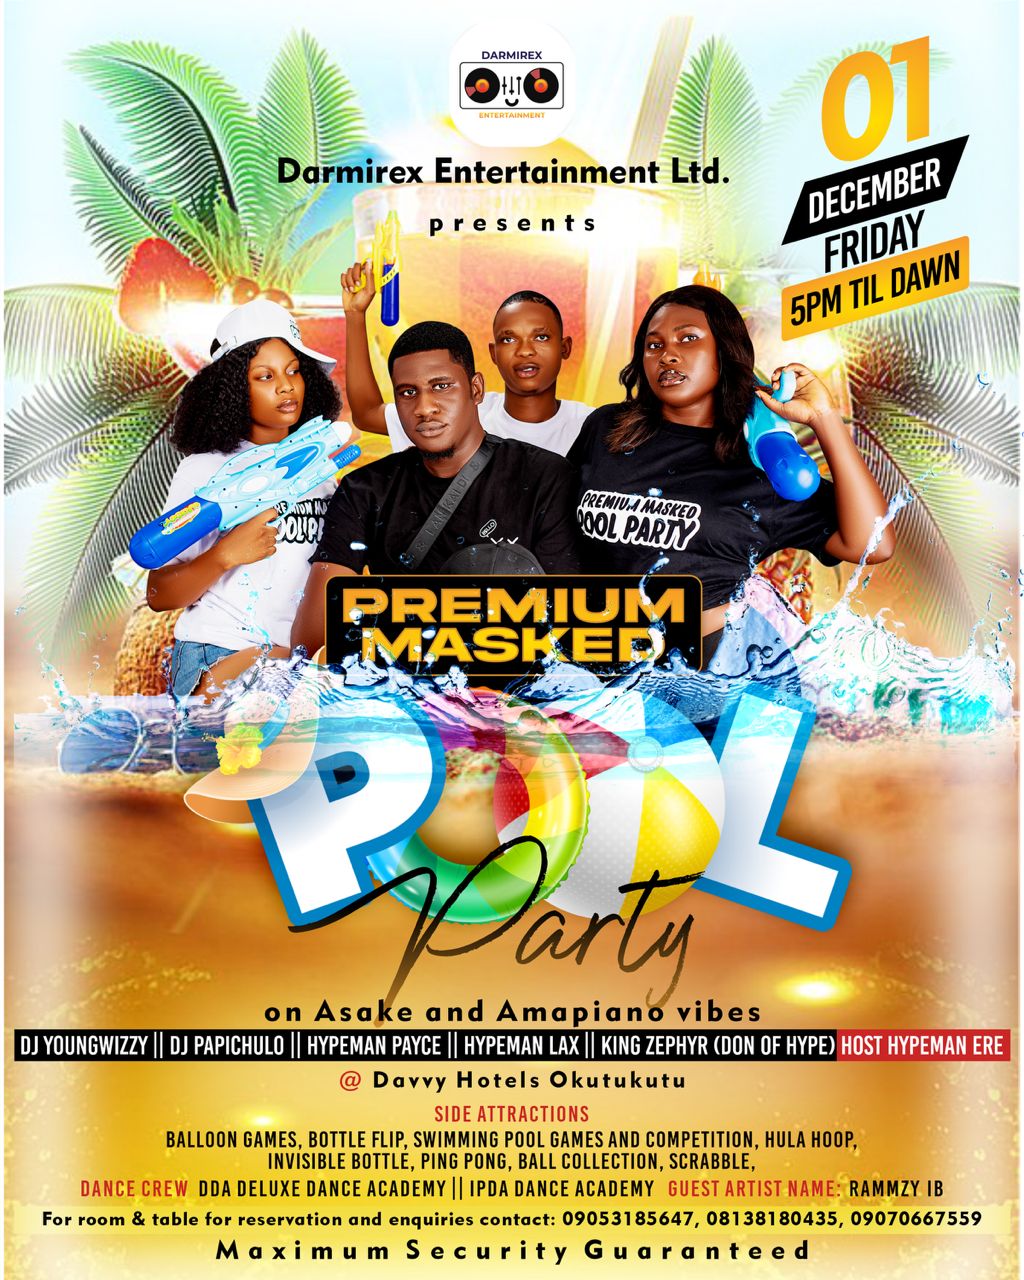 DARMIREX
ENTERTAINMENT
Darmirex Entertainment Ltd.
presents
01
DECEMBER
FRIDAY
5PM TIL DAWN
PREMIUM MASKED
POOL PARTY
PREMIUM
MASKED
POOL
Party
on Asake and Amapiano vibes
DJ YOUNGWIZZY || DJ PAPICHULO || HYPEMAN PAYCE || HYPEMAN LAX || KING ZEPHYR (DON OF HYPE) HOST HYPEMAN ERE
@ Davvy Hotels Okutukutu
SIDE ATTRACTIONS
BALLOON GAMES, BOTTLE FLIP, SWIMMING POOL GAMES AND COMPETITION, HULA HOOP,
INVISIBLE BOTTLE, PING PONG, BALL COLLECTION, SCRABBLE,
DANCE CREW DDA DELUXE DANCE ACADEMY || IPDA DANCE ACADEMY GUEST ARTIST NAME: RAMMZY IB
For room & table for reservation and enquiries contact: 09053185647, 08138180435, 09070667559
Maximum Security Guaranteed